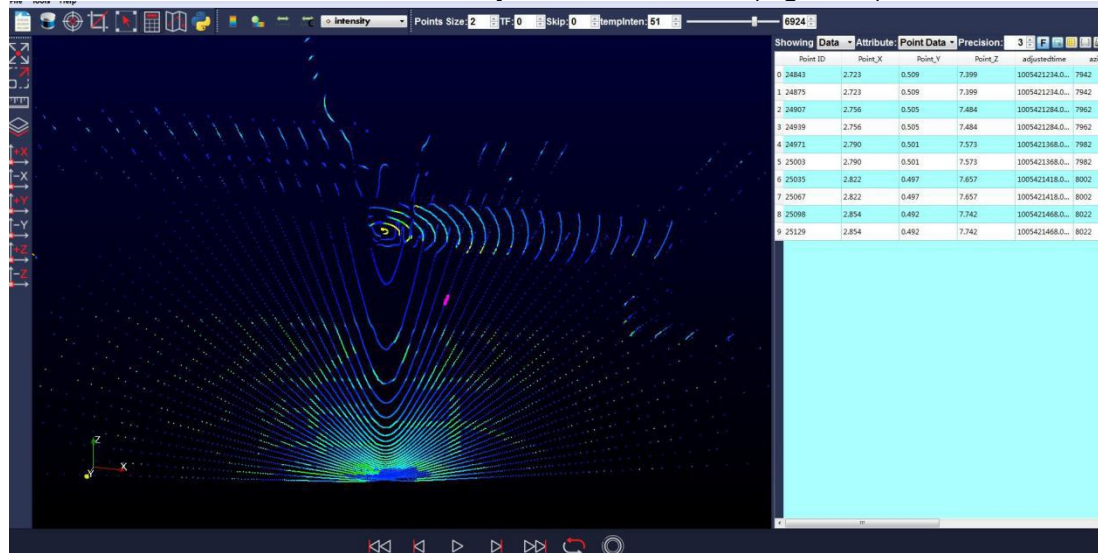 File Tools Help
intensity Points Size: 2 TF: 0 Skip: 0 tempInten: 51 6924
Showing Data Attribute: Point Data Precision: 3 F
Point ID Point_X Point_Y Point_Z adjustedtime azi
0 24843 2.723 0.509 7.399 1005421234.0... 7942
1 24875 2.723 0.509 7.399 1005421234.0... 7942
2 24907 2.756 0.505 7.484 1005421284.0... 7962
3 24939 2.756 0.505 7.484 1005421284.0... 7962
4 24971 2.790 0.501 7.573 1005421368.0... 7982
5 25003 2.790 0.501 7.573 1005421368.0... 7982
6 25035 2.822 0.497 7.657 1005421418.0... 8002
7 25067 2.822 0.497 7.657 1005421418.0... 8002
8 25098 2.854 0.492 7.742 1005421468.0... 8022
9 25129 2.854 0.492 7.742 1005421468.0... 8022
+X
-X
+Y
-Y
+Z
-Z
Z
Y X